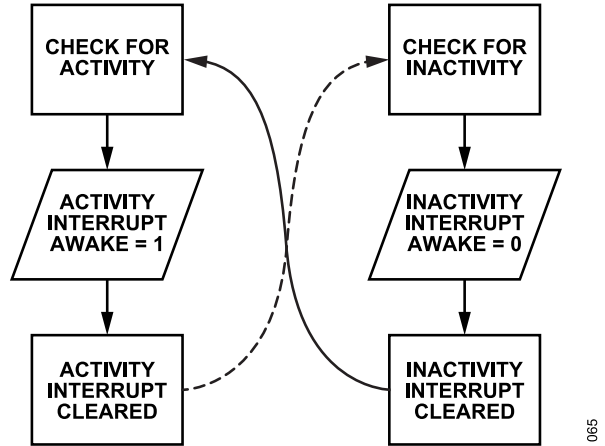 CHECK FOR
ACTIVITY
ACTIVITY
INTERRUPT
AWAKE = 1
ACTIVITY
INTERRUPT
CLEARED
CHECK FOR
INACTIVITY
INACTIVITY
INTERRUPT
AWAKE = 0
INACTIVITY
INTERRUPT
CLEARED
065